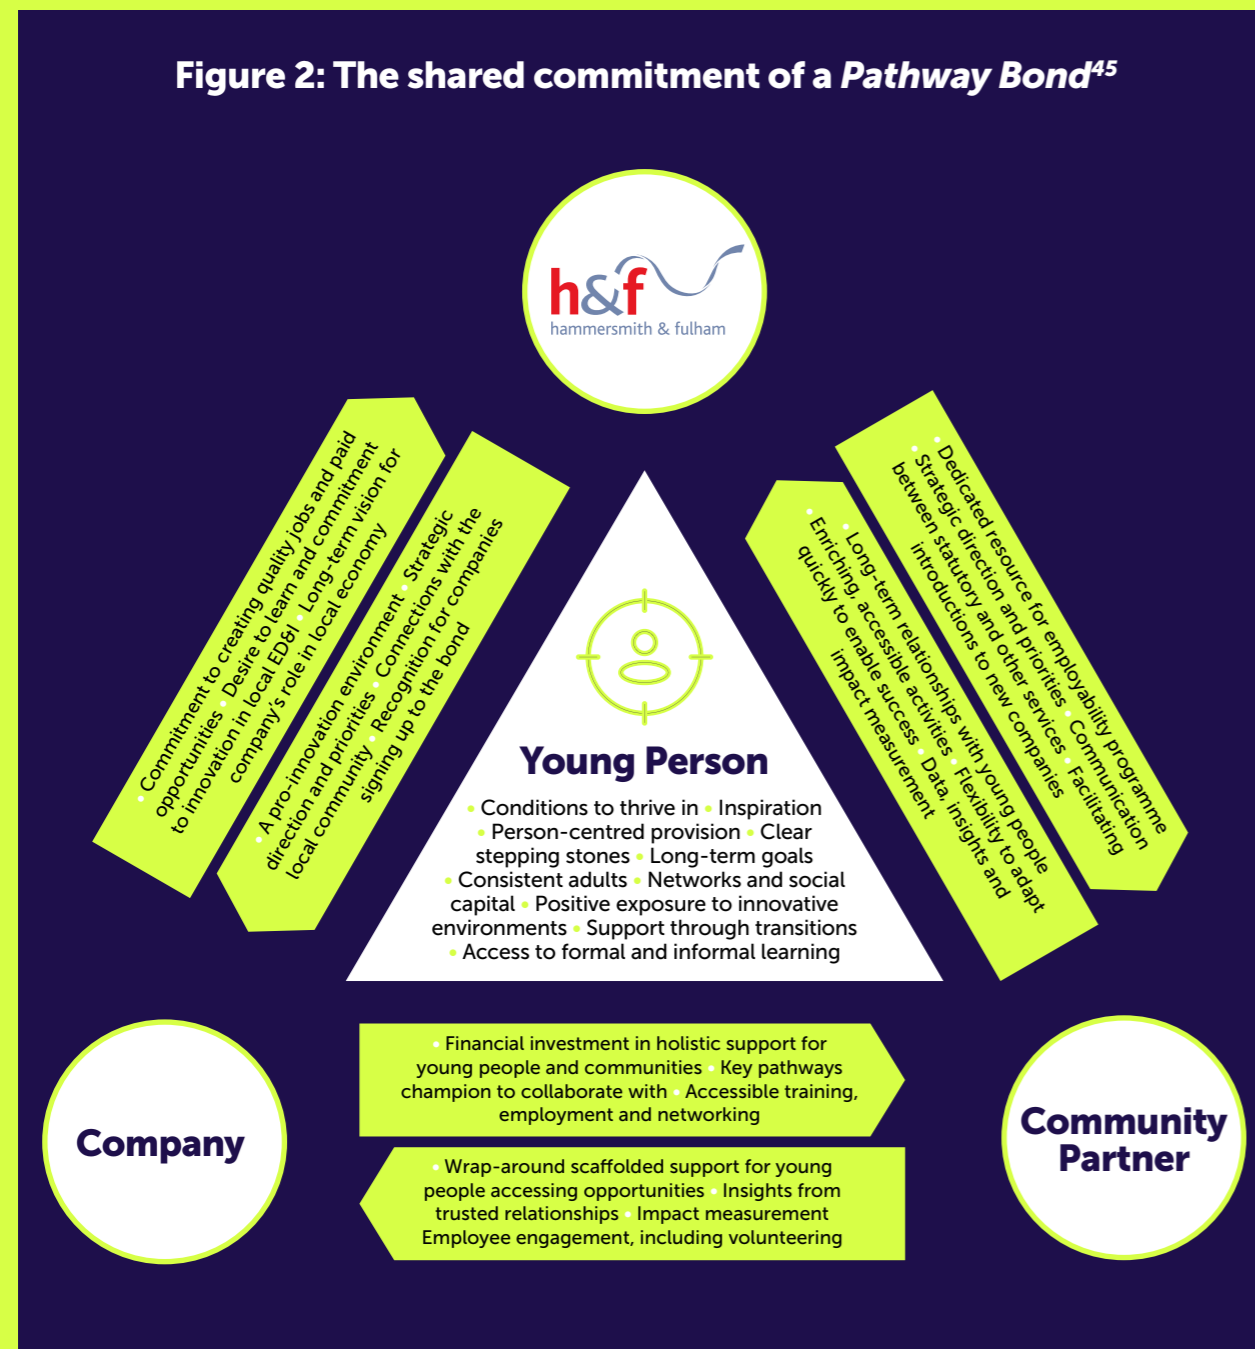 Figure 2: The shared commitment of a Pathway Bond45
h&f
hammersmith & fulham
• Commitment to creating quality jobs and paid
opportunities • Desire to learn and commitment
to innovation in local ED&I • Long-term vision for
company's role in local economy
• A pro-innovation environment • Strategic
direction and priorities • Connections with the
local community • Recognition for companies
signing up to the bond
• Dedicated resource for employability programme
• Strategic direction and priorities • Communication
between statutory and other services • Facilitating
introductions to new companies
• Long-term relationships with young people
• Enriching, accessible activities • Flexibility to adapt
quickly to enable success • Data, insights and
impact measurement
Young Person
• Conditions to thrive in • Inspiration
• Person-centred provision • Clear
stepping stones • Long-term goals
• Consistent adults • Networks and social
capital • Positive exposure to innovative
environments • Support through transitions
• Access to formal and informal learning
Company
• Financial investment in holistic support for
young people and communities • Key pathways
champion to collaborate with • Accessible training,
employment and networking
• Wrap-around scaffolded support for young
people accessing opportunities • Insights from
trusted relationships • Impact measurement
Employee engagement, including volunteering
Community
Partner